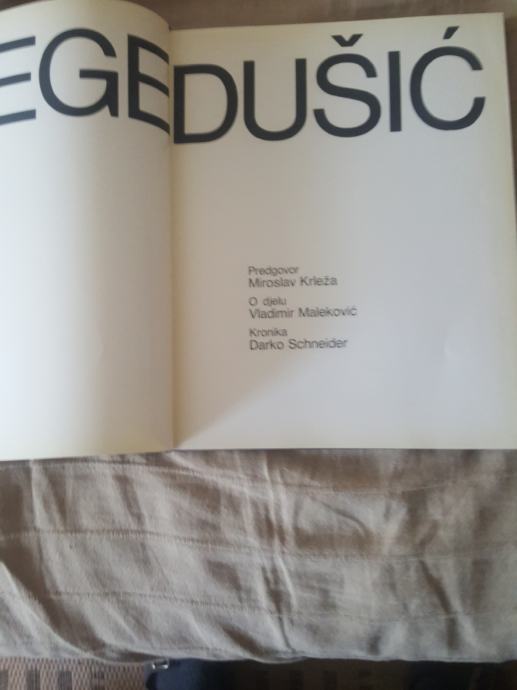 EGEDUŠIĆ
Predgovor
Miroslav Krleža
O djelu
Vladimir Maleković
Kronika
Darko Schneider